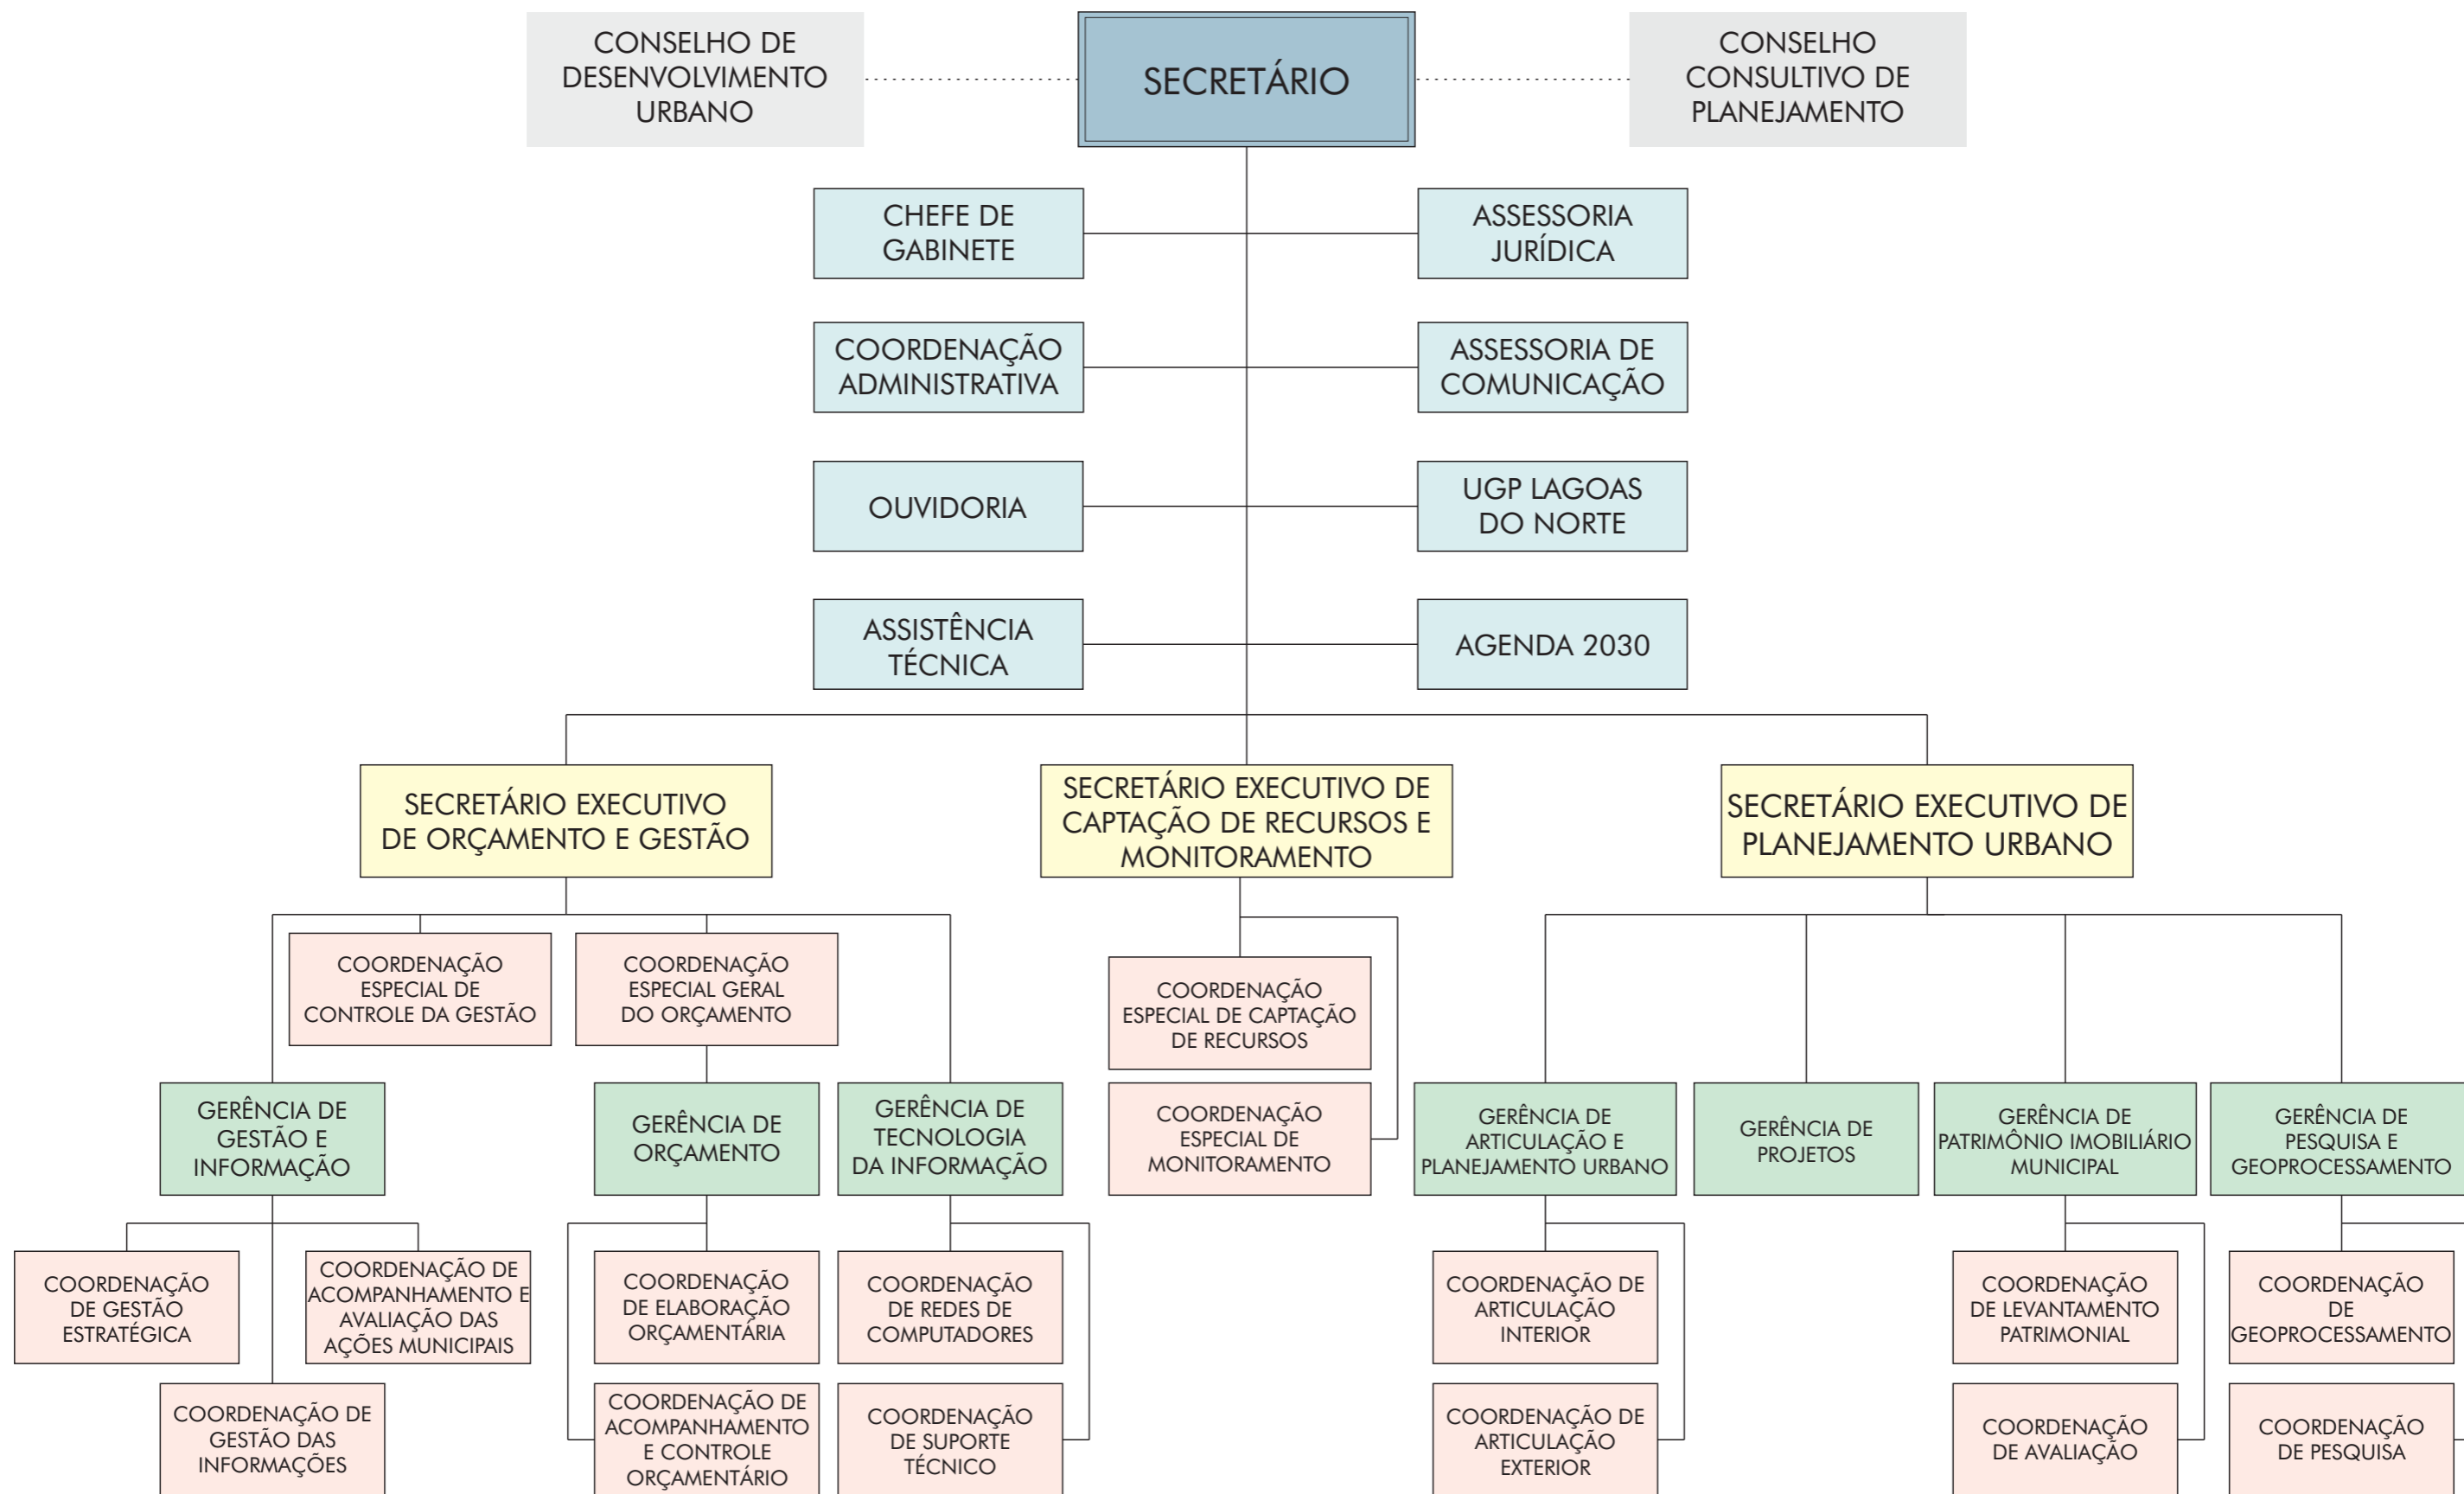 CONSELHO DE
DESENVOLVIMENTO
URBANO
SECRETÁRIO
CONSELHO
CONSULTIVO DE
PLANEJAMENTO
CHEFE DE
GABINETE
ASSESSORIA
JURÍDICA
COORDENAÇÃO
ADMINISTRATIVA
ASSESSORIA DE
COMUNICAÇÃO
OUVIDORIA
UGP LAGOAS
DO NORTE
ASSISTÊNCIA
TÉCNICA
AGENDA 2030
SECRETÁRIO EXECUTIVO
DE ORÇAMENTO E GESTÃO
SECRETÁRIO EXECUTIVO DE
CAPTAÇÃO DE RECURSOS E
MONITORAMENTO
SECRETÁRIO EXECUTIVO DE
PLANEJAMENTO URBANO
COORDENAÇÃO
ESPECIAL DE
CONTROLE DA GESTÃO
COORDENAÇÃO
ESPECIAL GERAL
DO ORÇAMENTO
COORDENAÇÃO
ESPECIAL DE CAPTAÇÃO
DE RECURSOS
GERÊNCIA DE
GESTÃO E
INFORMAÇÃO
GERÊNCIA DE
ORÇAMENTO
GERÊNCIA DE
TECNOLOGIA
DA INFORMAÇÃO
COORDENAÇÃO
ESPECIAL DE
MONITORAMENTO
GERÊNCIA DE
ARTICULAÇÃO E
PLANEJAMENTO URBANO
GERÊNCIA DE
PROJETOS
GERÊNCIA DE
PATRIMÔNIO IMOBILIÁRIO
MUNICIPAL
GERÊNCIA DE
PESQUISA E
GEOPROCESSAMENTO
COORDENAÇÃO
DE GESTÃO
ESTRATÉGICA
COORDENAÇÃO DE
ACOMPANHAMENTO E
AVALIAÇÃO DAS
AÇÕES MUNICIPAIS
COORDENAÇÃO
DE ELABORAÇÃO
ORÇAMENTÁRIA
COORDENAÇÃO
DE REDES DE
COMPUTADORES
COORDENAÇÃO DE
ARTICULAÇÃO
INTERIOR
COORDENAÇÃO
DE LEVANTAMENTO
PATRIMONIAL
COORDENAÇÃO
DE
GEOPROCESSAMENTO
COORDENAÇÃO DE
GESTÃO DAS
INFORMAÇÕES
COORDENAÇÃO DE
ACOMPANHAMENTO
E CONTROLE
ORÇAMENTÁRIO
COORDENAÇÃO
DE SUPORTE
TÉCNICO
COORDENAÇÃO DE
ARTICULAÇÃO
EXTERIOR
COORDENAÇÃO
DE AVALIAÇÃO
COORDENAÇÃO
DE PESQUISA